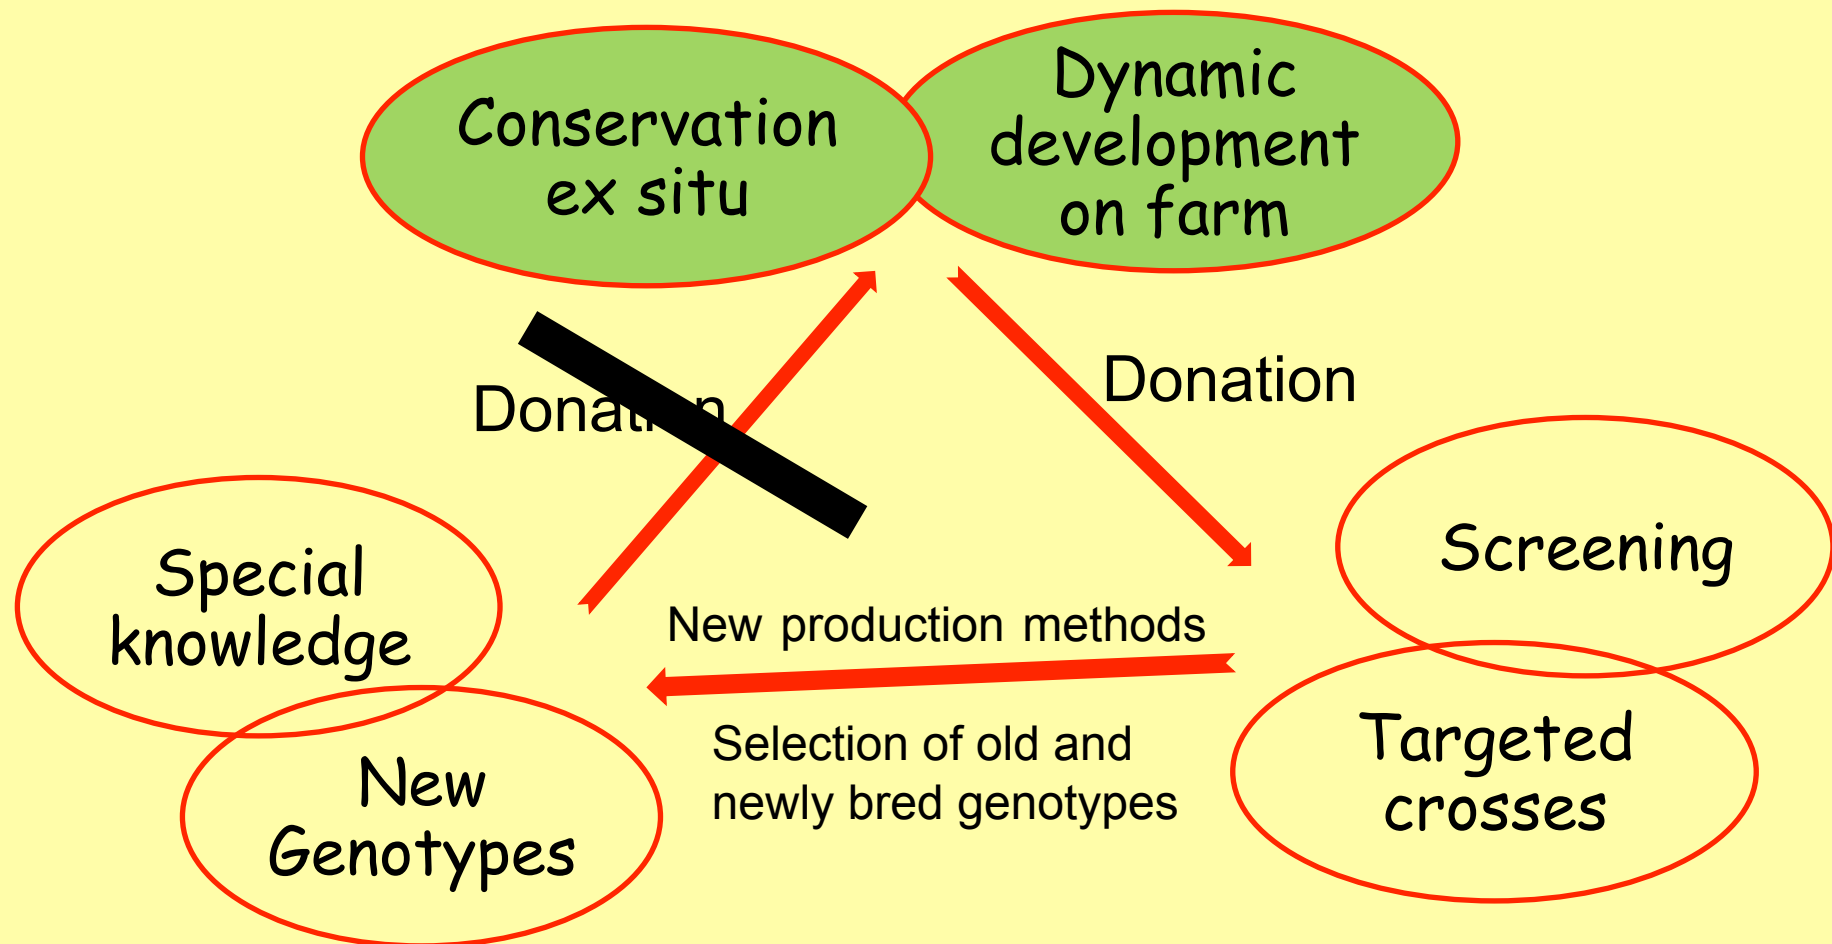 Conservation
ex situ
Dynamic
development
on farm
Donation
Donation
Special
knowledge
New
Genotypes
New production methods
Selection of old and
newly bred genotypes
Screening
Targeted
crosses